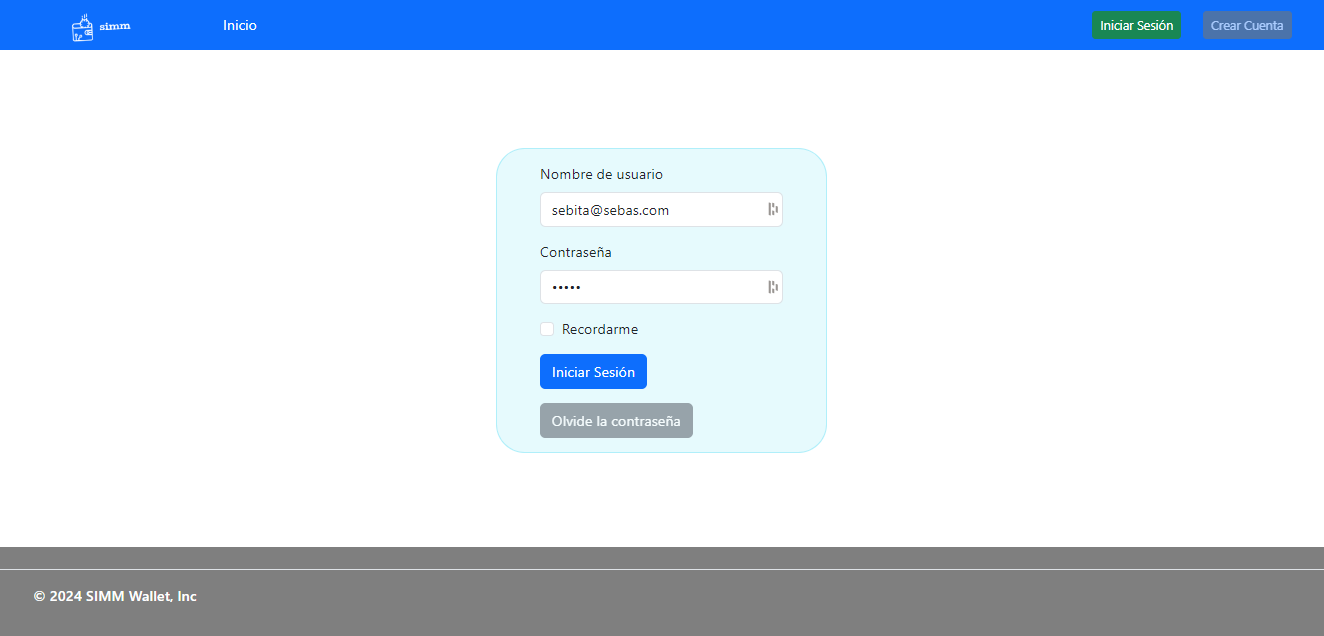 simm
Inicio
Iniciar Sesión
Crear Cuenta
Nombre de usuario
sebita@sebas.com
Contraseña
•••••
Recordarme
Iniciar Sesión
Olvide la contraseña
© 2024 SIMM Wallet, Inc